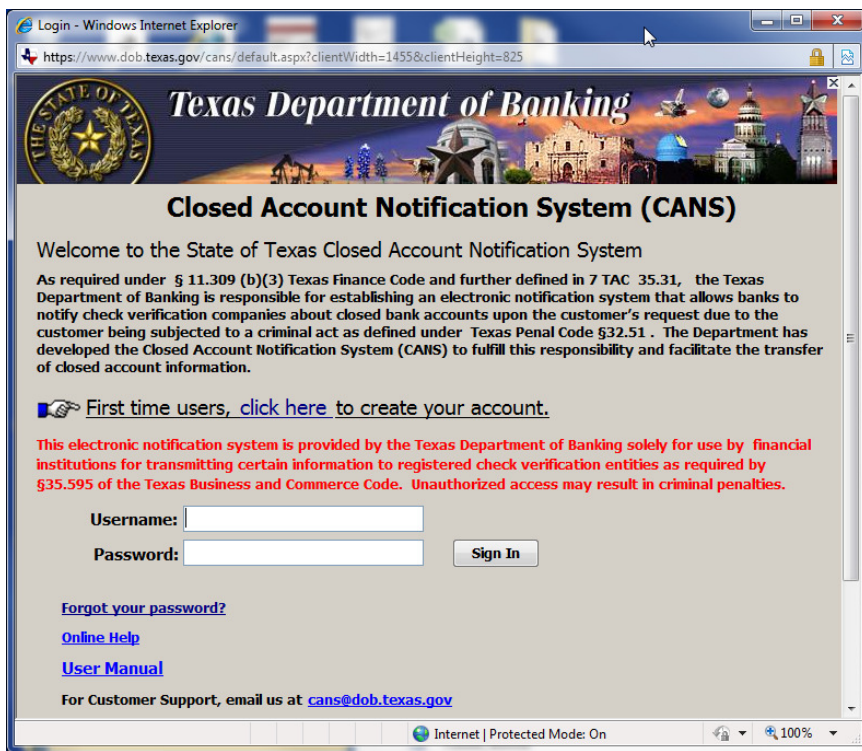 Login - Windows Internet Explorer
https://www.dob.texas.gov/cans/default.aspx?clientWidth=1455&clientHeight=825
THE STATE OF TEXAS
Texas Department of Banking
Closed Account Notification System (CANS)
Welcome to the State of Texas Closed Account Notification System
As required under § 11.309 (b)(3) Texas Finance Code and further defined in 7 TAC 35.31, the Texas
Department of Banking is responsible for establishing an electronic notification system that allows banks to
notify check verification companies about closed bank accounts upon the customer's request due to the
customer being subjected to a criminal act as defined under Texas Penal Code §32.51 . The Department has
developed the Closed Account Notification System (CANS) to fulfill this responsibility and facilitate the transfer
of closed account information.
First time users, click here to create your account.
This electronic notification system is provided by the Texas Department of Banking solely for use by financial
institutions for transmitting certain information to registered check verification entities as required by
§35.595 of the Texas Business and Commerce Code. Unauthorized access may result in criminal penalties.
Username:
Password:
Sign In
Forgot your password?
Online Help
User Manual
For Customer Support, email us at cans@dob.texas.gov
Internet | Protected Mode: On
100%